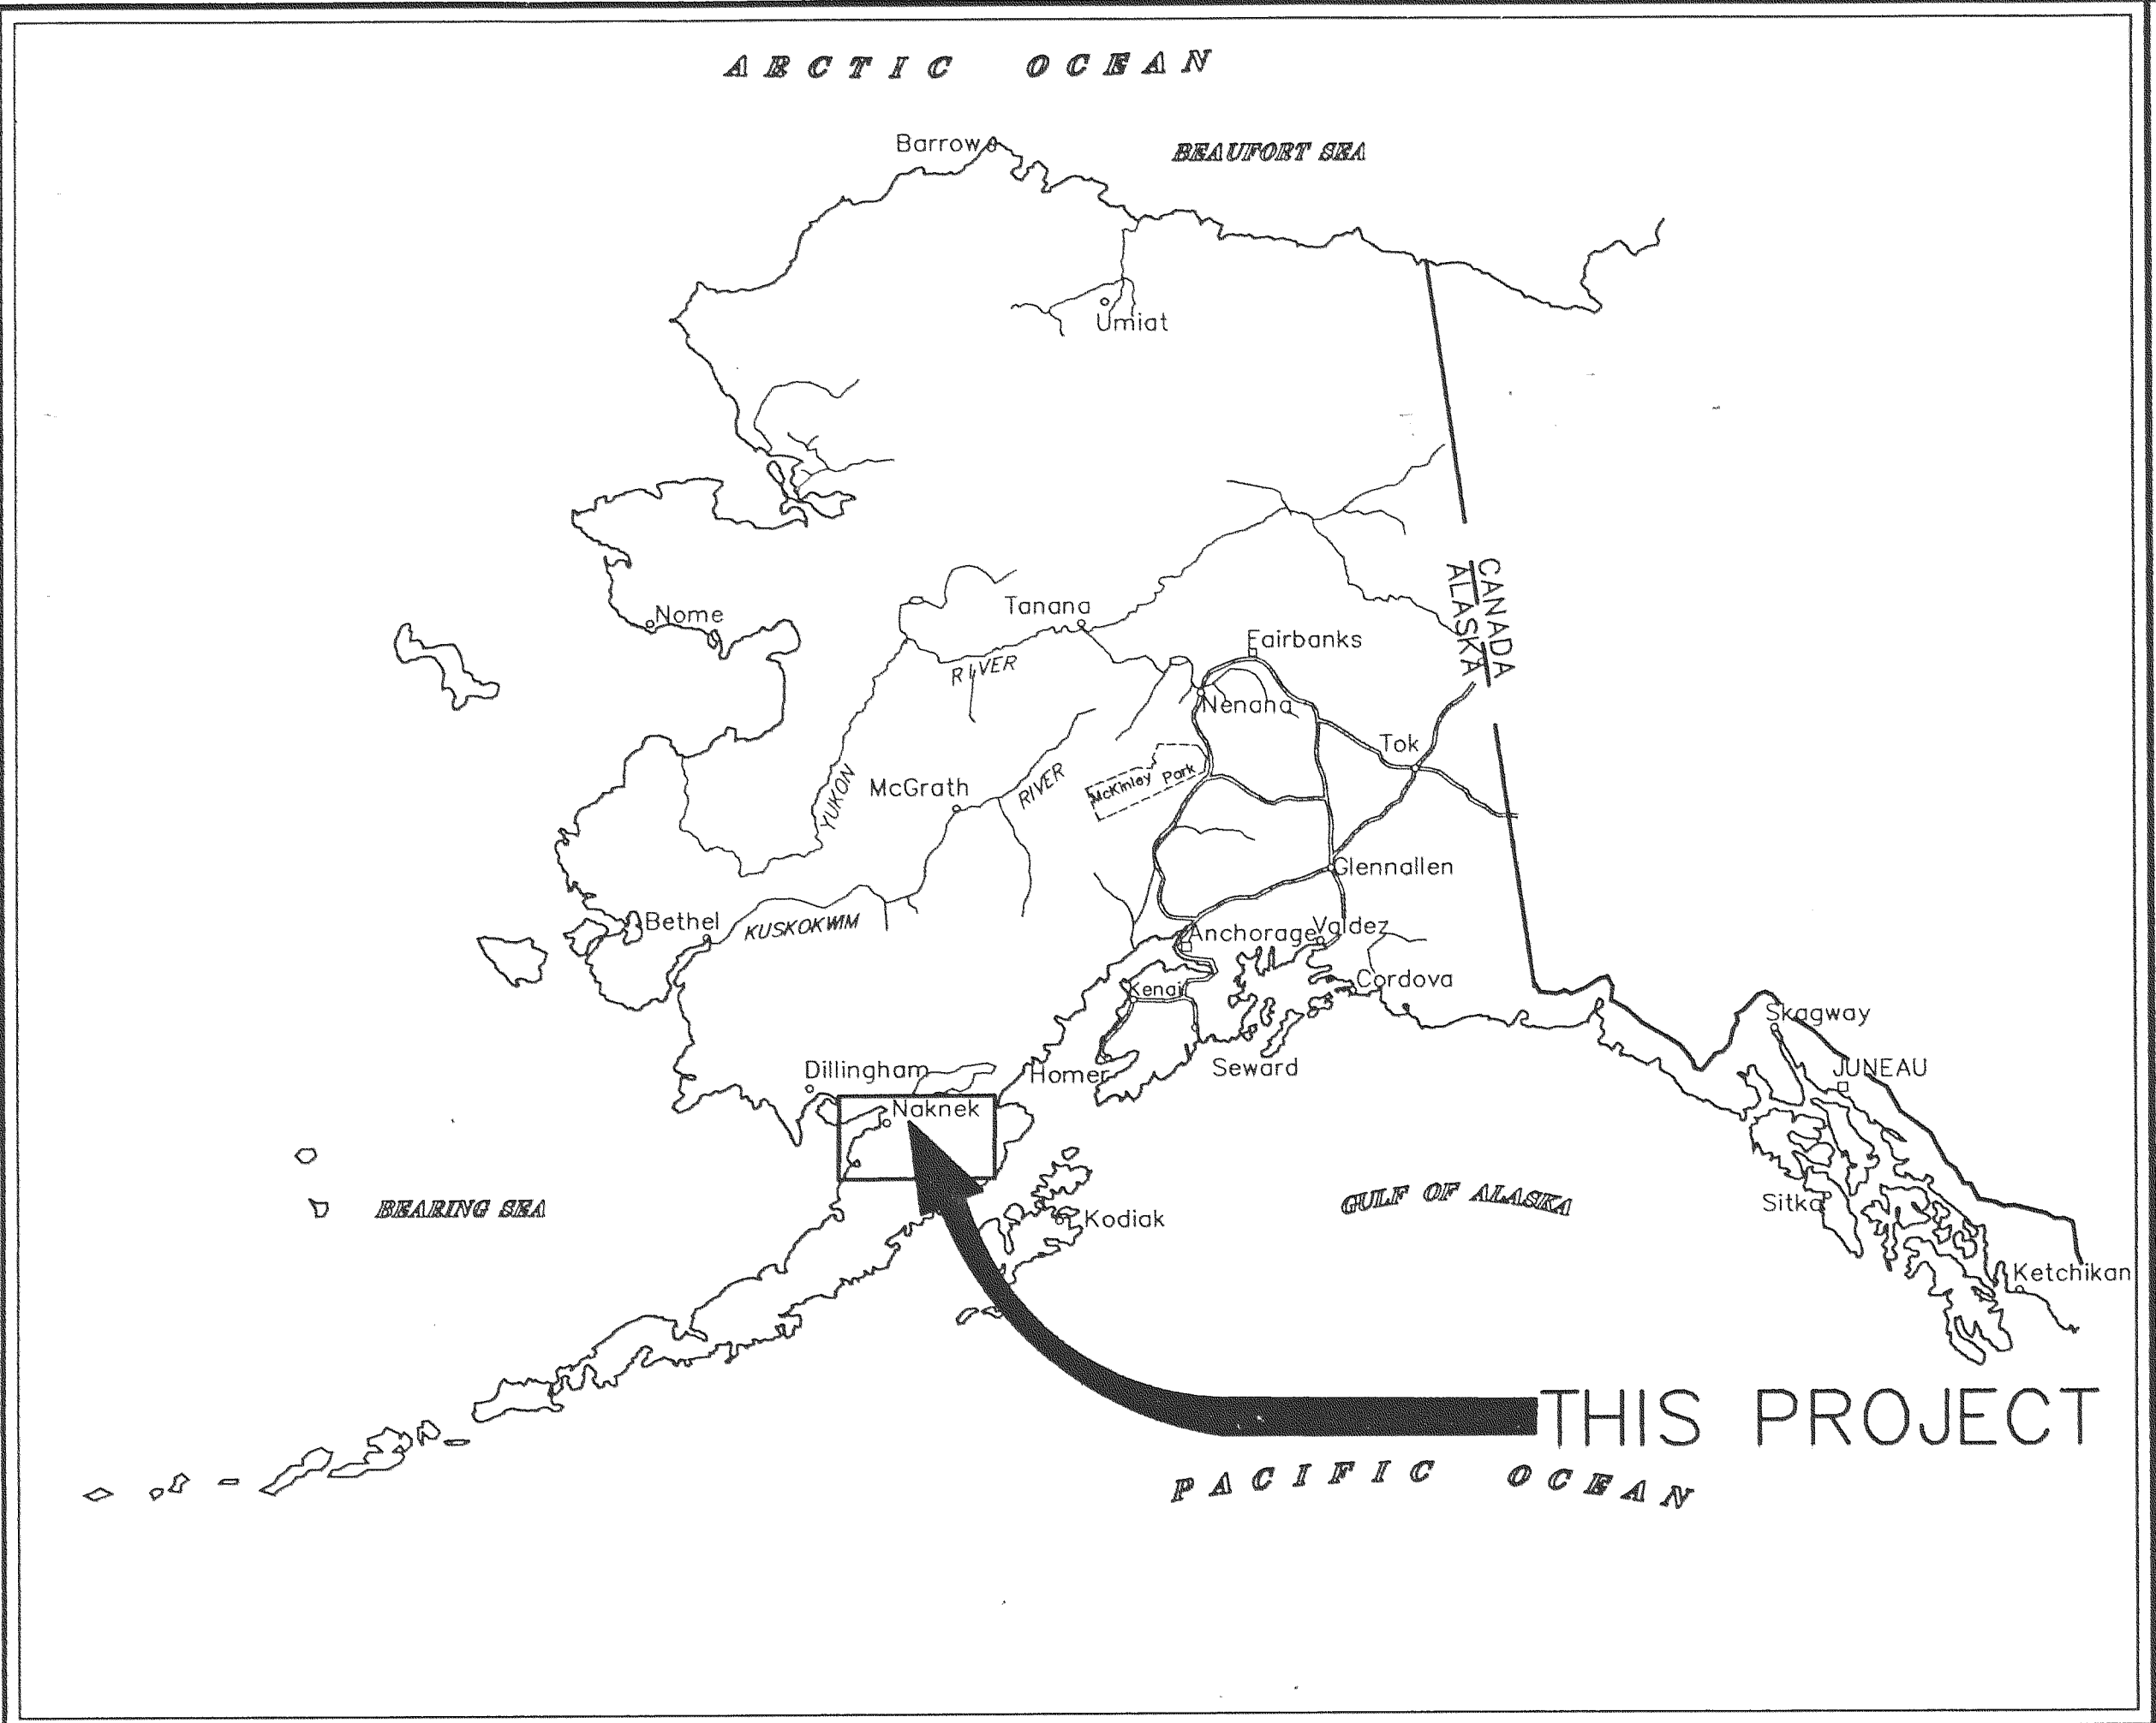 ARCTIC OCEAN
Barrow
BEAUFORT SEA
Umiat
CANADA
ALASKA
Nome
Tanana
Fairbanks
RIVER
Nenana
Tok
McKinley Park
McGrath
RIVER
YUKON
Glennallen
Bethel
KUSKOKWIM
Anchorage
Valdez
Cordova
Kenai
Skagway
Dillingham
Homer
Seward
JUNEAU
Naknek
BEARING SEA
Kodiak
GULF OF ALASKA
Sitka
Ketchikan
THIS PROJECT
PACIFIC OCEAN